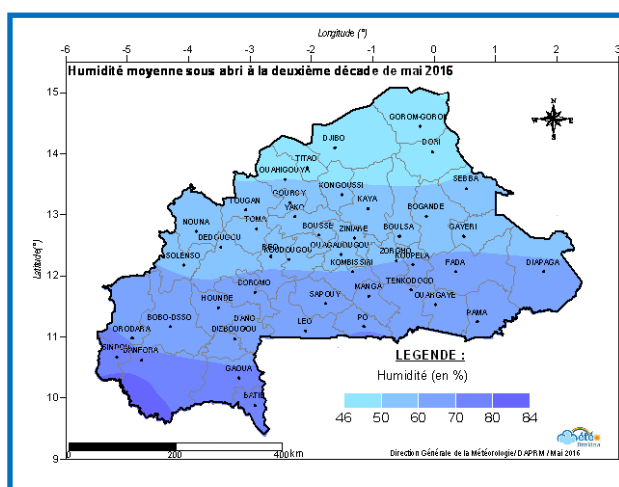 Longitude (°)
-6 -5 -4 -3 -2 -1 0 1 2 3
Humidité moyenne sous abri à la deuxième décade de mai 2016
15
GOROM-GOROM
DJIBO
DORI
14
TITAO
OUAHIGOUYA
SEBBA
KONGOUSSI
GOURCY
TOUGAN
KAYA
13
YAKO
BOGANDE
NOUNA
TOMA
BOUSSE
ZINIARE
BOULSA
GAYERI
DEDOUGOU
OUAGADOUGOU
SOLENSO
KOUDOUGOU
ZORGHO
KOMBISSIRI
KOUPELA
FADA
DIAPAGA
Latitude(°)
12
TENKODOGO
BOROMO
MANGA
HOUNDE
SAPOUY
OUARGAYE
BOBO-DSSO
DANO
LEO
PO
PAMA
ORODARA
DIEBOUGOU
11
SINDOU
BANFORA
LEGENDE :
GAOUA
Humidité (en %)
10
BATIE
46 50 60 70 80 84
9
0 200 400 km
météo
Burkina
Direction Générale de la Météorologie/ DAPRM / Mai 2016